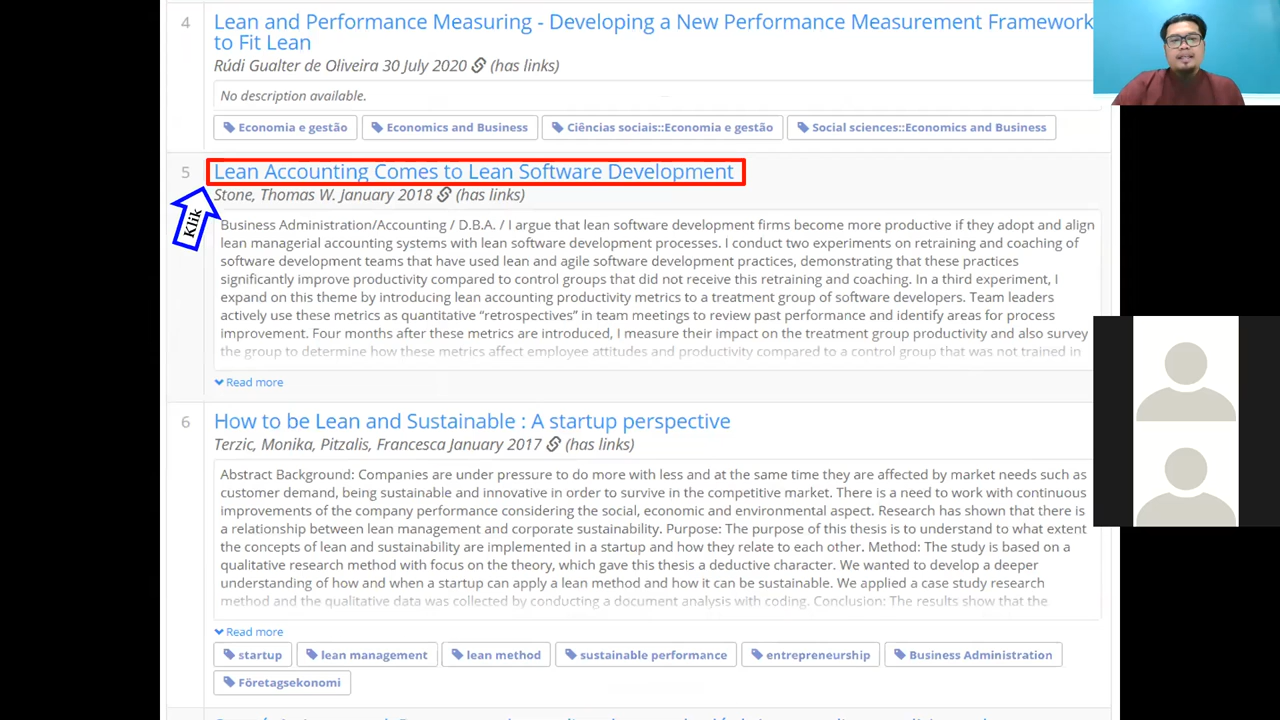 4
Lean and Performance Measuring - Developing a New Performance Measurement Framework
to Fit Lean
Rúdi Gualter de Oliveira 30 July 2020 (has links)
No description available.
Economia e gestão
Economics and Business
Ciências sociais::Economia e gestão
Social sciences::Economics and Business
5
Lean Accounting Comes to Lean Software Development
Klik
Stone, Thomas W. January 2018 (has links)
Business Administration/Accounting / D.B.A. / I argue that lean software development firms become more productive if they adopt and align
lean managerial accounting systems with lean software development processes. I conduct two experiments on retraining and coaching of
software development teams that have used lean and agile software development practices, demonstrating that these practices
significantly improve productivity compared to control groups that did not receive this retraining and coaching. In a third experiment, I
expand on this theme by introducing lean accounting productivity metrics to a treatment group of software developers. Team leaders
actively use these metrics as quantitative “retrospectives” in team meetings to review past performance and identify areas for process
improvement. Four months after these metrics are introduced, I measure their impact on the treatment group productivity and also survey
the group to determine how these metrics affect employee attitudes and productivity compared to a control group that was not trained in
Read more
6
How to be Lean and Sustainable : A startup perspective
Terzic, Monika, Pitzalis, Francesca January 2017 (has links)
Abstract Background: Companies are under pressure to do more with less and at the same time they are affected by market needs such as
customer demand, being sustainable and innovative in order to survive in the competitive market. There is a need to work with continuous
improvements of the company performance considering the social, economic and environmental aspect. Research has shown that there is
a relationship between lean management and corporate sustainability. Purpose: The purpose of this thesis is to understand to what extent
the concepts of lean and sustainability are implemented in a startup and how they relate to each other. Method: The study is based on a
qualitative research method with focus on the theory, which gave this thesis a deductive character. We wanted to develop a deeper
understanding of how and when a startup can apply a lean method and how it can be sustainable. We applied a case study research
method and the qualitative data was collected by conducting a document analysis with coding. Conclusion: The results show that the
Read more
startup
lean management
lean method
sustainable performance
entrepreneurship
Business Administration
Företagsekonomi